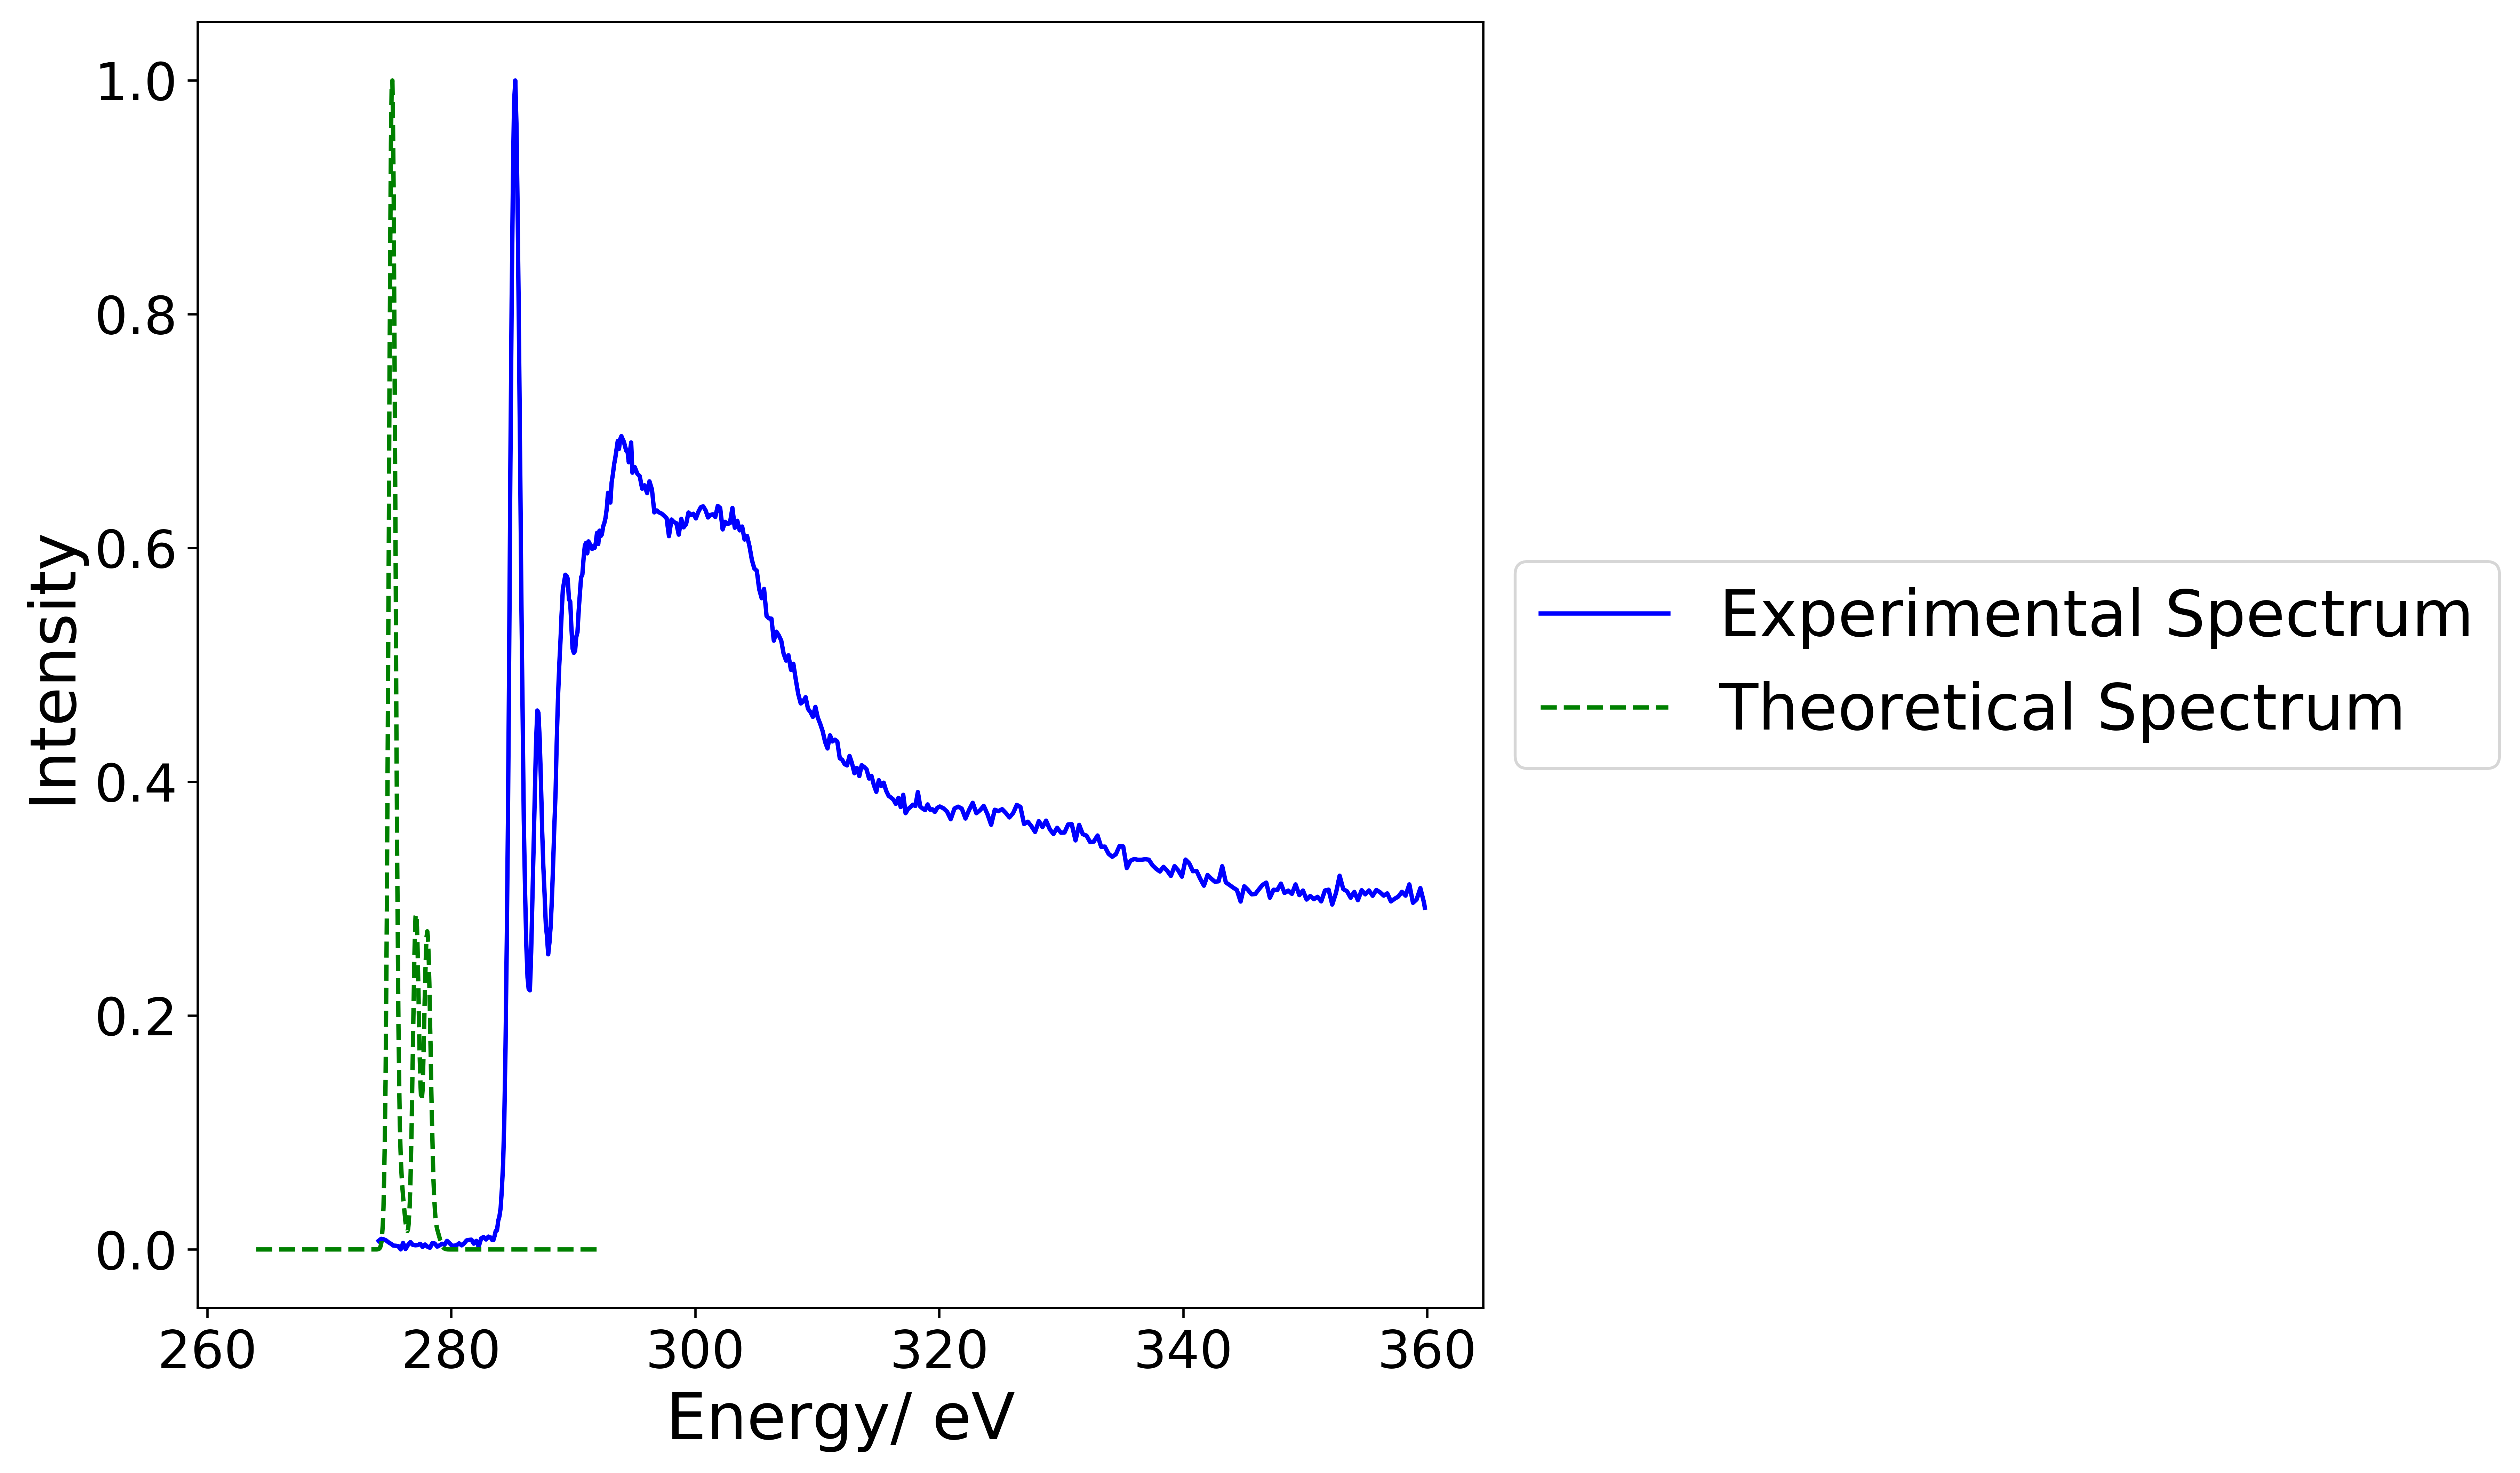 1.0
0.8
0.6
0.4
0.2
0.0
Intensity
260 280 300 320 340 360
Energy/ eV
Experimental Spectrum
Theoretical Spectrum